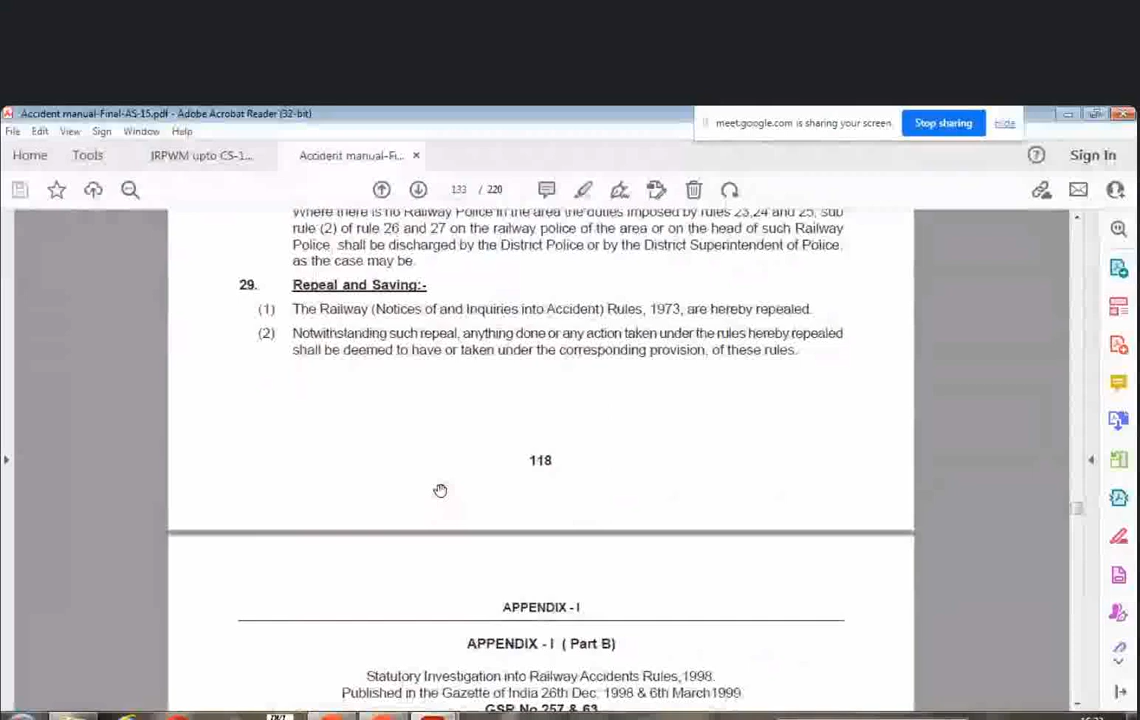 Accident manual-Final-AS-15.pdf - Adobe Acrobat Reader (32-bit)
meet.google.com is sharing your screen Stop sharing hide
File Edit View Sign Window Help
Home Tools IRPWM upto CS-1... Accident manual-Fi... × Sign In
133 / 220
Where there is no Railway Police in the area the duties imposed by rules 23,24 and 25, sub
rule (2) of rule 26 and 27 on the railway police of the area or on the head of such Railway
Police, shall be discharged by the District Police or by the District Superintendent of Police,
as the case may be.
29. Repeal and Saving:-
(1) The Railway (Notices of and Inquiries into Accident) Rules, 1973, are hereby repealed.
(2) Notwithstanding such repeal, anything done or any action taken under the rules hereby repealed
shall be deemed to have or taken under the corresponding provision, of these rules.
118
APPENDIX - I
APPENDIX - I ( Part B)
Statutory Investigation into Railway Accidents Rules,1998.
Published in the Gazette of India 26th Dec. 1998 & 6th March1999
GSR No 257 & 63